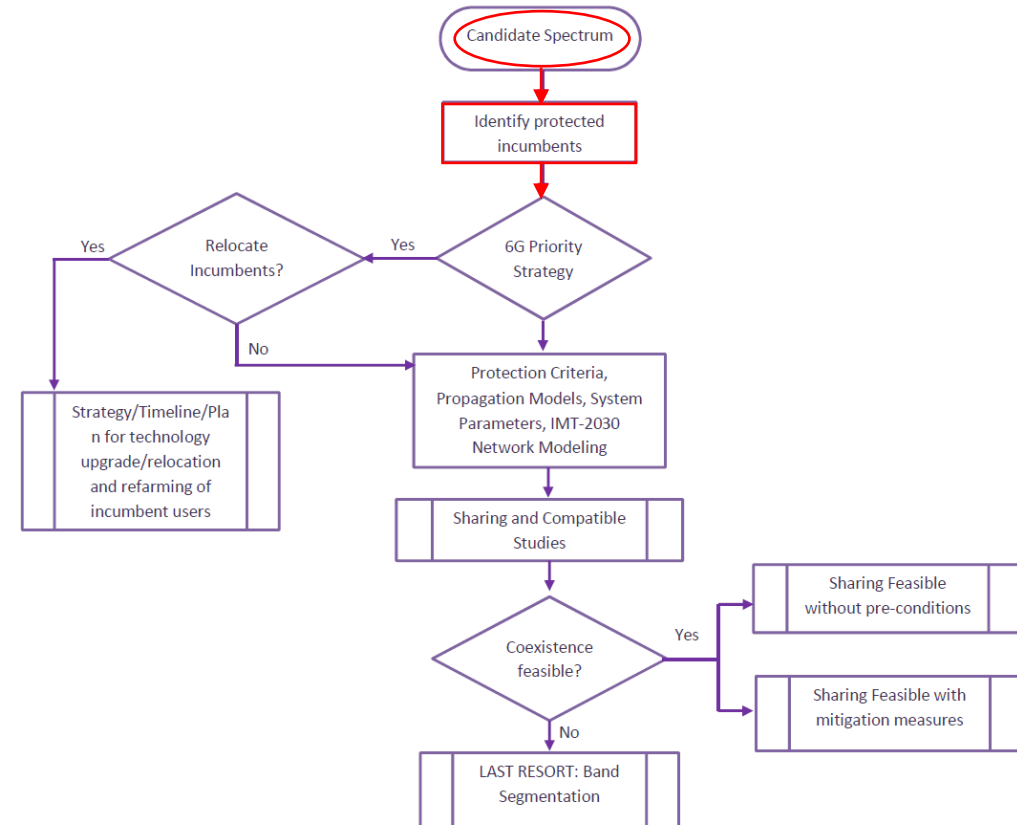 Candidate Spectrum
Identify protected
incumbents
6G Priority
Strategy
Yes
Relocate
Incumbents?
Yes
No
Strategy/Timeline/Pla
n for technology
upgrade/relocation
and refarming of
incumbent users
Protection Criteria,
Propagation Models, System
Parameters, IMT-2030
Network Modeling
Sharing and Compatible
Studies
Coexistence
feasible?
Yes
Sharing Feasible
without pre-conditions
Sharing Feasible with
mitigation measures
No
LAST RESORT: Band
Segmentation